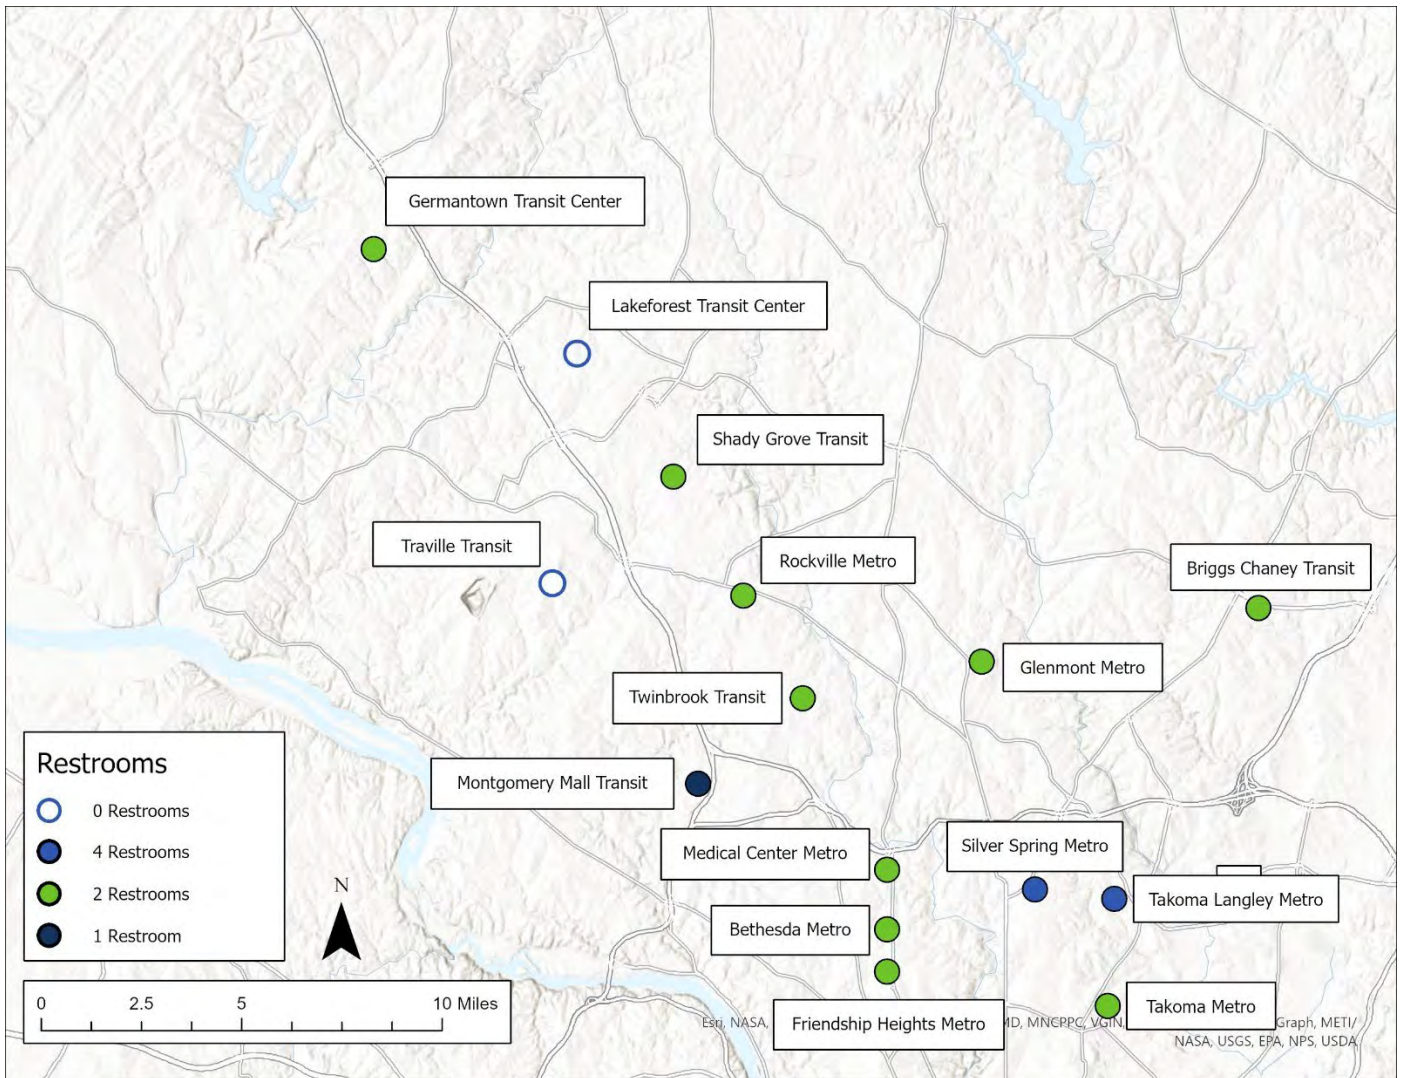 Germantown Transit Center
Lakeforest Transit Center
Shady Grove Transit
Traville Transit
Rockville Metro
Briggs Chaney Transit
Glenmont Metro
Twinbrook Transit
Montgomery Mall Transit
Medical Center Metro
Silver Spring Metro
Takoma Langley Metro
Bethesda Metro
Takoma Metro
Friendship Heights Metro
Restrooms
0 Restrooms
4 Restrooms
2 Restrooms
1 Restroom
N
0 2.5 5 10 Miles
Esri, NASA, MD, MNCPPC, VGIN, Graph, METI/
NASA, USGS, EPA, NPS, USDA